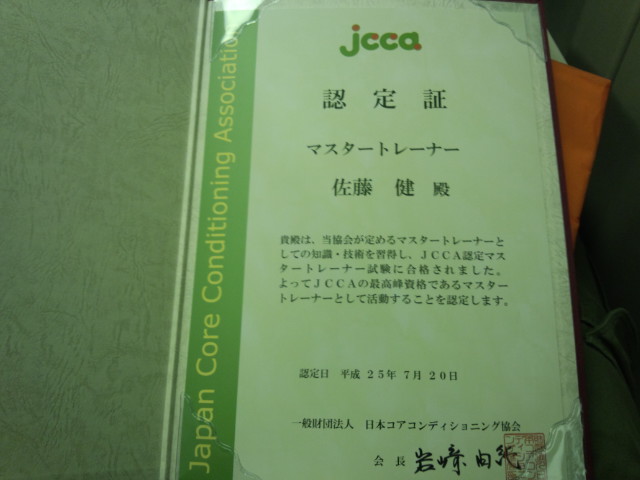 jcca
認定証
マスタートレーナー
佐藤 健 殿
貴殿は、当協会が定めるマスタートレーナーと
しての知識・技術を習得し、JCCA認定マス
タートレーナー試験に合格されました。
よってJCCAの最高峰資格であるマスター
トレーナーとして活動することを認定します。
認定日 平成 25年 7月 20日
一般財団法人 日本コアコンディショニング協会
会長 岩﨑 由純
Japan Core Conditioning Association